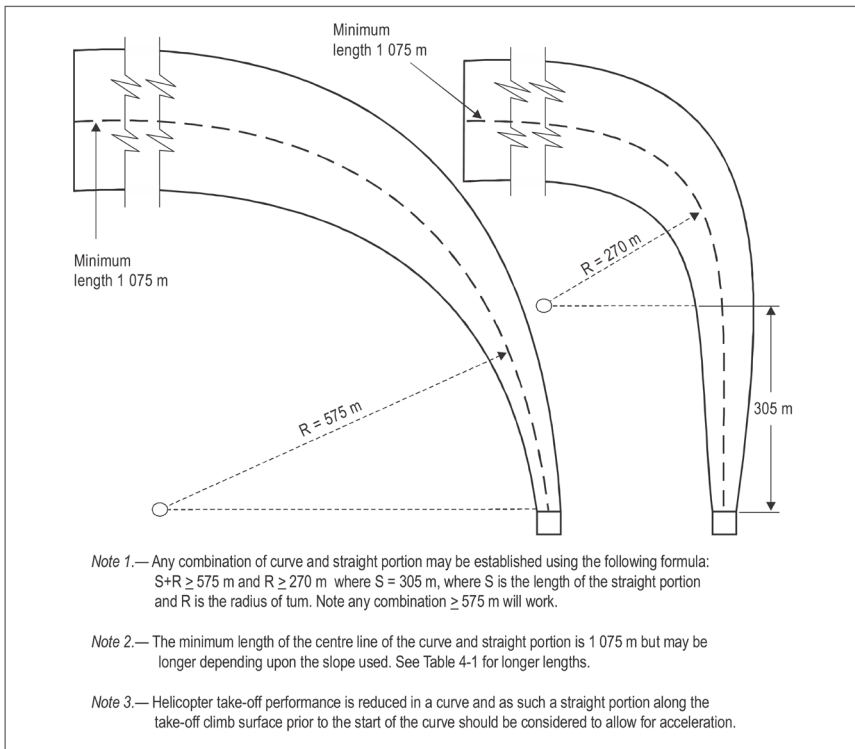 Minimum
length 1 075 m
Minimum
length 1 075 m
R = 270 m
R = 575 m
305 m
Note 1.— Any combination of curve and straight portion may be established using the following formula:
S+R ≥ 575 m and R ≥ 270 m where S = 305 m, where S is the length of the straight portion
and R is the radius of tum. Note any combination ≥ 575 m will work.
Note 2.— The minimum length of the centre line of the curve and straight portion is 1 075 m but may be
longer depending upon the slope used. See Table 4-1 for longer lengths.
Note 3.— Helicopter take-off performance is reduced in a curve and as such a straight portion along the
take-off climb surface prior to the start of the curve should be considered to allow for acceleration.